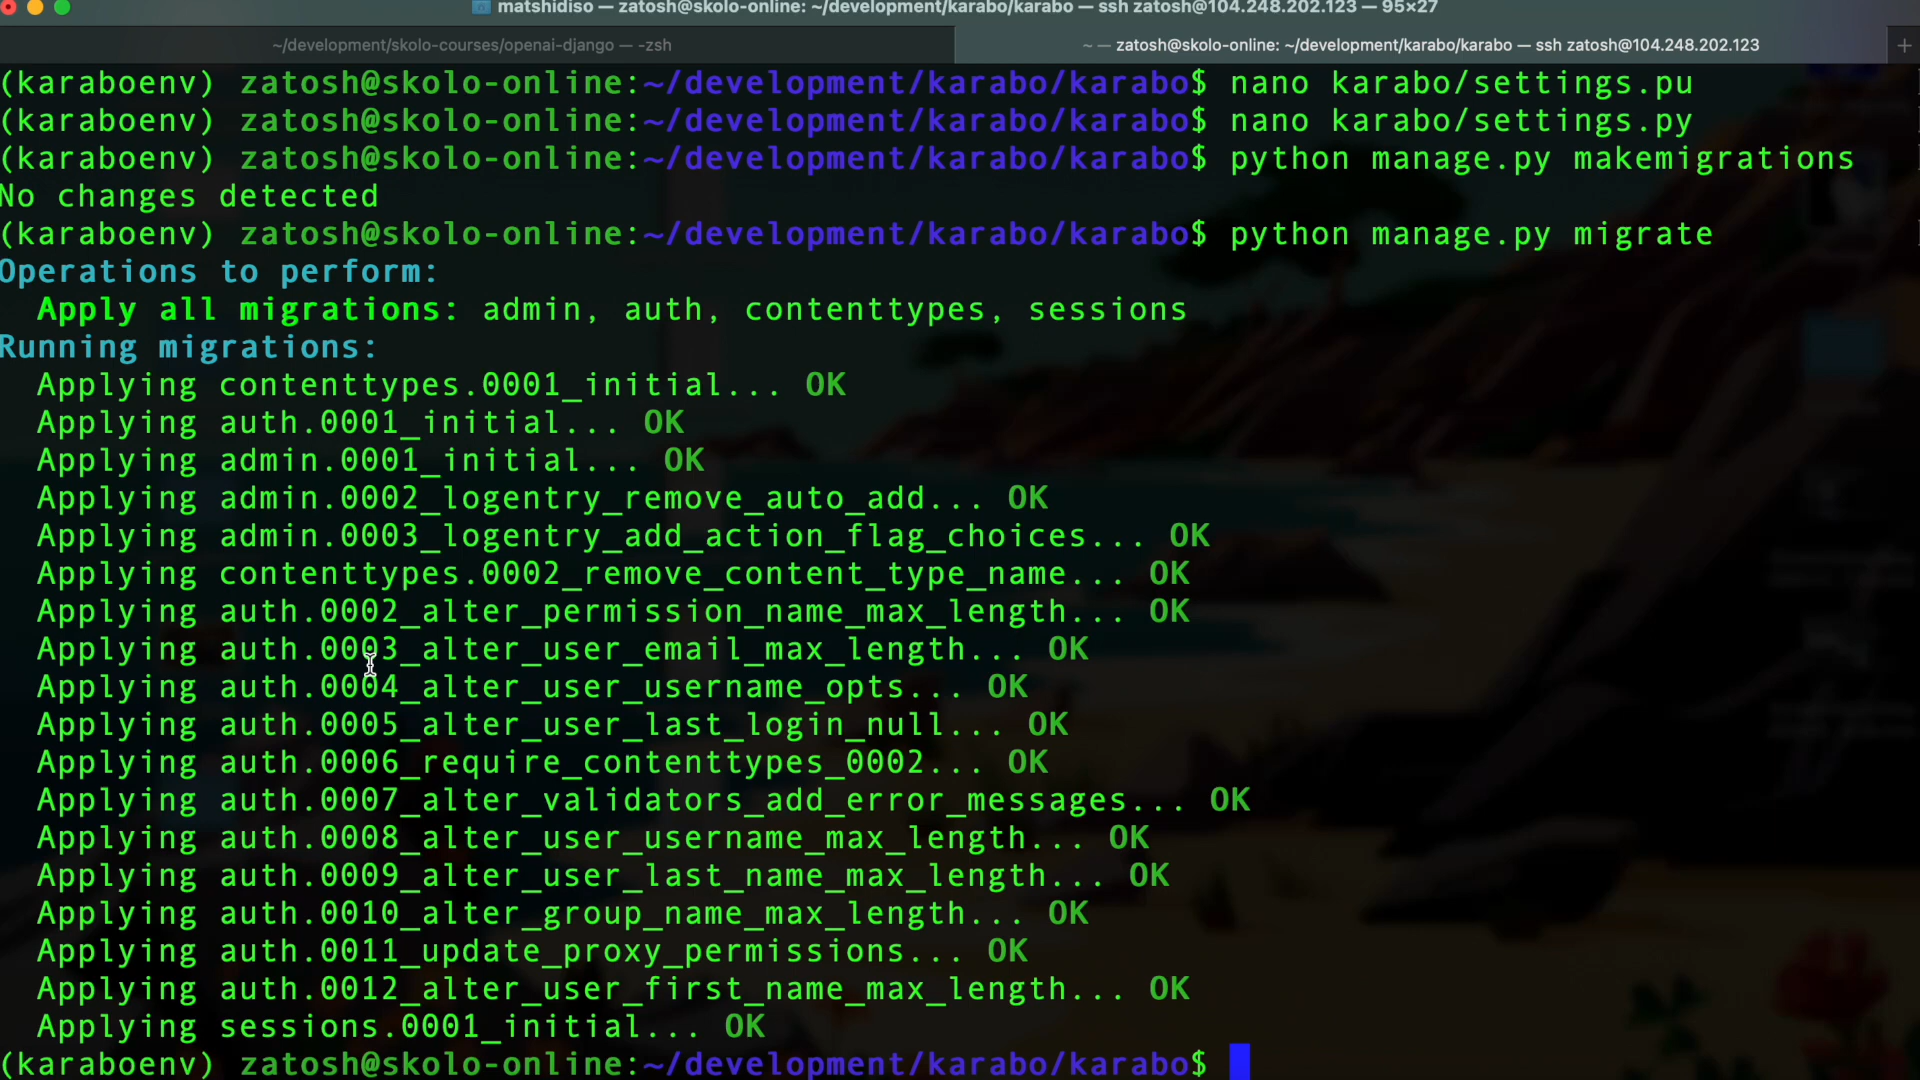 matshidiso — zatosh@skolo-online: ~/development/karabo/karabo — ssh zatosh@104.248.202.123 — 95×27
~/development/skolo-courses/openai-django — -zsh
~ — zatosh@skolo-online: ~/development/karabo/karabo — ssh zatosh@104.248.202.123
+
(karaboenv) zatosh@skolo-online:~/development/karabo/karabo$ nano karabo/settings.pu
(karaboenv) zatosh@skolo-online:~/development/karabo/karabo$ nano karabo/settings.py
(karaboenv) zatosh@skolo-online:~/development/karabo/karabo$ python manage.py makemigrations
No changes detected
(karaboenv) zatosh@skolo-online:~/development/karabo/karabo$ python manage.py migrate
Operations to perform:
  Apply all migrations: admin, auth, contenttypes, sessions
Running migrations:
  Applying contenttypes.0001_initial... OK
  Applying auth.0001_initial... OK
  Applying admin.0001_initial... OK
  Applying admin.0002_logentry_remove_auto_add... OK
  Applying admin.0003_logentry_add_action_flag_choices... OK
  Applying contenttypes.0002_remove_content_type_name... OK
  Applying auth.0002_alter_permission_name_max_length... OK
  Applying auth.0003_alter_user_email_max_length... OK
  Applying auth.0004_alter_user_username_opts... OK
  Applying auth.0005_alter_user_last_login_null... OK
  Applying auth.0006_require_contenttypes_0002... OK
  Applying auth.0007_alter_validators_add_error_messages... OK
  Applying auth.0008_alter_user_username_max_length... OK
  Applying auth.0009_alter_user_last_name_max_length... OK
  Applying auth.0010_alter_group_name_max_length... OK
  Applying auth.0011_update_proxy_permissions... OK
  Applying auth.0012_alter_user_first_name_max_length... OK
  Applying sessions.0001_initial... OK
(karaboenv) zatosh@skolo-online:~/development/karabo/karabo$